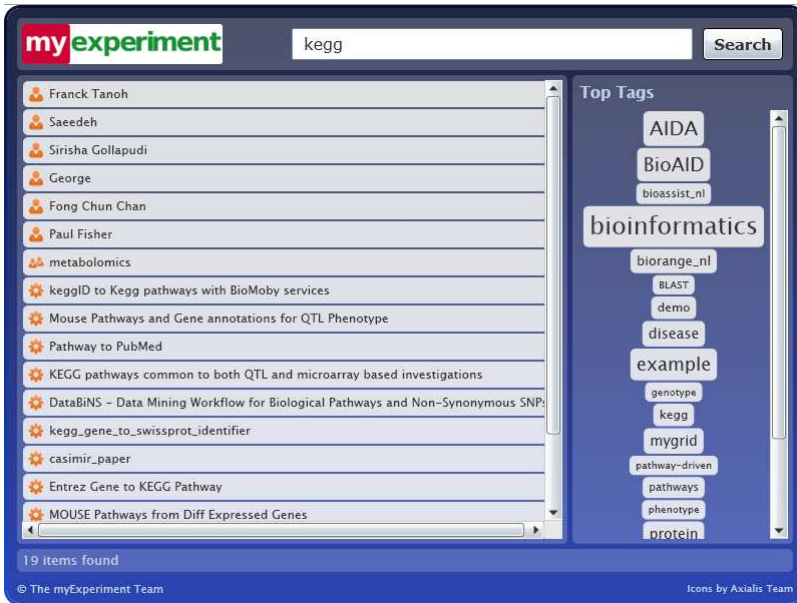 myexperiment
kegg
Search
Franck Tanoh
Saeedeh
Sirisha Gollapudi
George
Fong Chun Chan
Paul Fisher
metabolomics
keggID to Kegg pathways with BioMoby services
Mouse Pathways and Gene annotations for QTL Phenotype
Pathway to PubMed
KEGG pathways common to both QTL and microarray based investigations
DataBiNS - Data Mining Workflow for Biological Pathways and Non-Synonymous SNPs
kegg_gene_to_swissprot_identifier
casimir_paper
Entrez Gene to KEGG Pathway
MOUSE Pathways from Diff Expressed Genes
Top Tags
AIDA
BioAID
bioassist_nl
bioinformatics
biorange_nl
BLAST
demo
disease
example
genotype
kegg
mygrid
pathway-driven
pathways
phenotype
protein
19 items found
© The myExperiment Team
Icons by Axialis Team